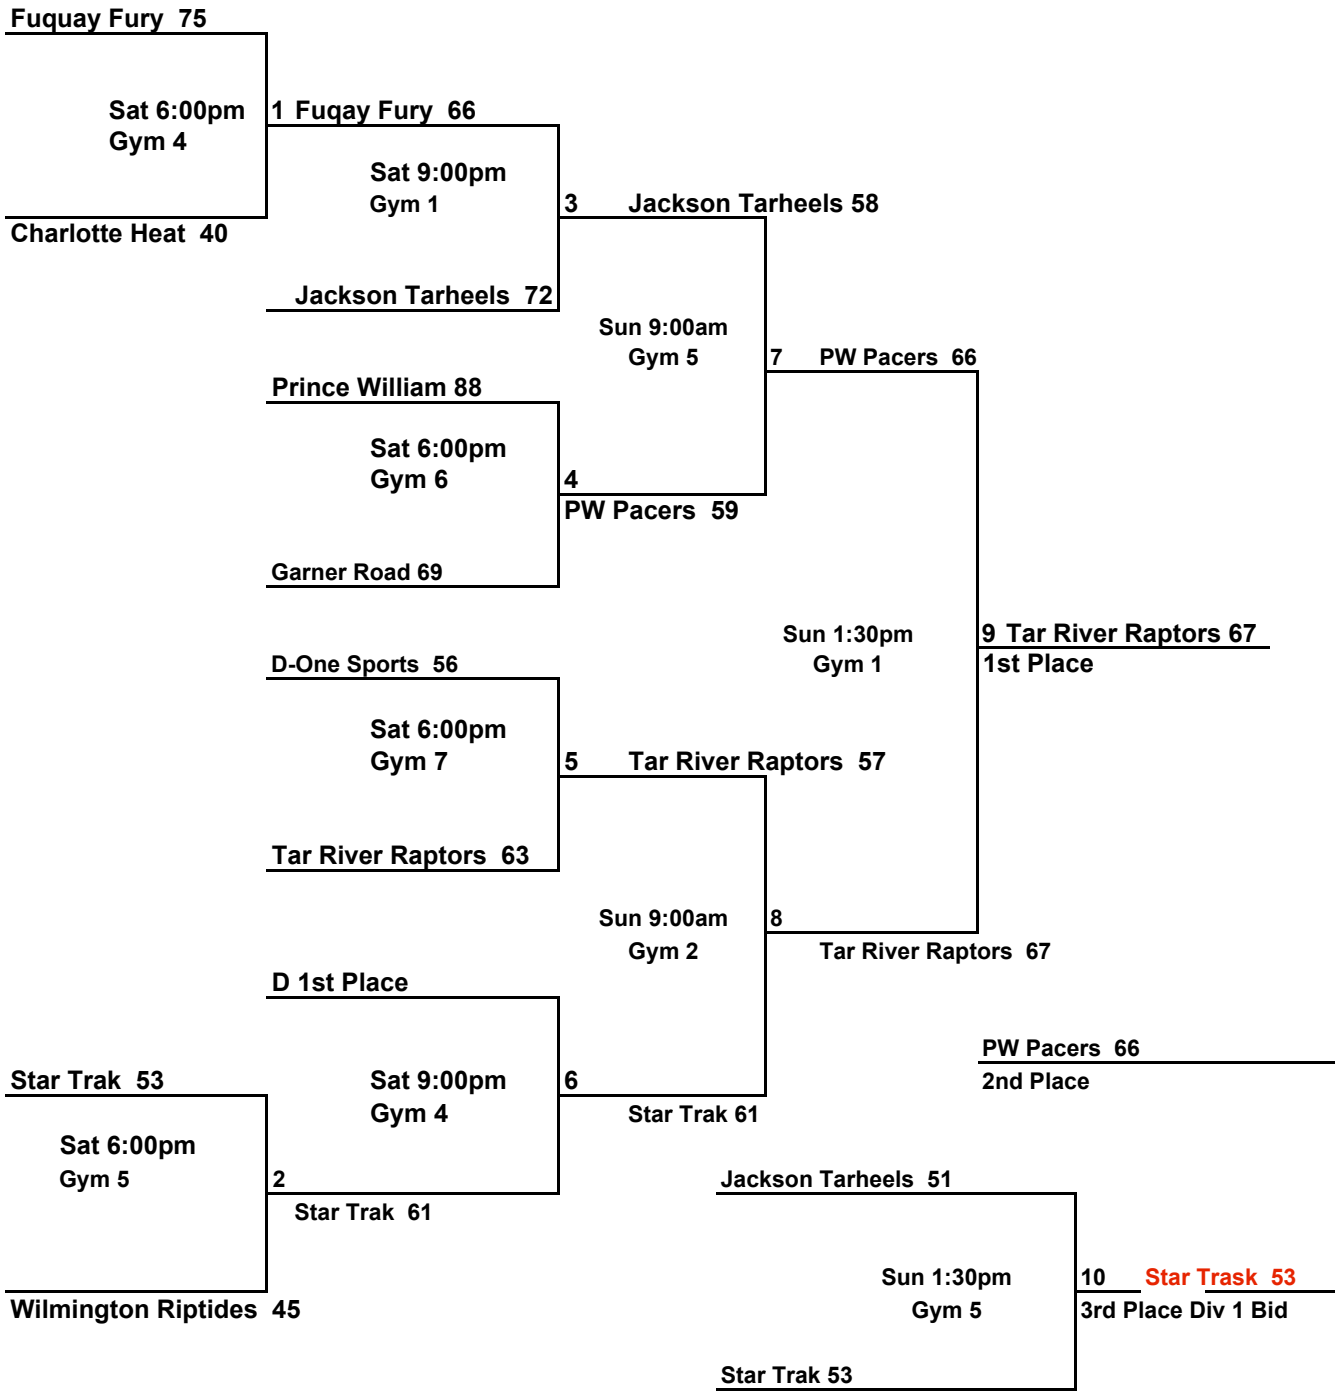 Fuquay Fury  75
Sat 6:00pm
Gym 4
1 Fuqay Fury  66
Charlotte Heat  40
Sat 9:00pm
Gym 1
3 Jackson Tarheels 58
Jackson Tarheels  72
Sun 9:00am
Gym 5
7 PW Pacers  66
Prince William 88
Sat 6:00pm
Gym 6
4
PW Pacers  59
Garner Road 69
Sun 1:30pm
Gym 1
9 Tar River Raptors 67
1st Place
D-One Sports  56
Sat 6:00pm
Gym 7
5 Tar River Raptors  57
Tar River Raptors  63
Sun 9:00am
Gym 2
8
Tar River Raptors  67
D 1st Place
Sat 9:00pm
Gym 4
6
Star Trak 61
PW Pacers  66
2nd Place
Star Trak  53
Sat 6:00pm
Gym 5
2
Star Trak  61
Wilmington Riptides  45
Jackson Tarheels  51
Sun 1:30pm
Gym 5
10 Star Trask  53
3rd Place Div 1 Bid
Star Trak 53